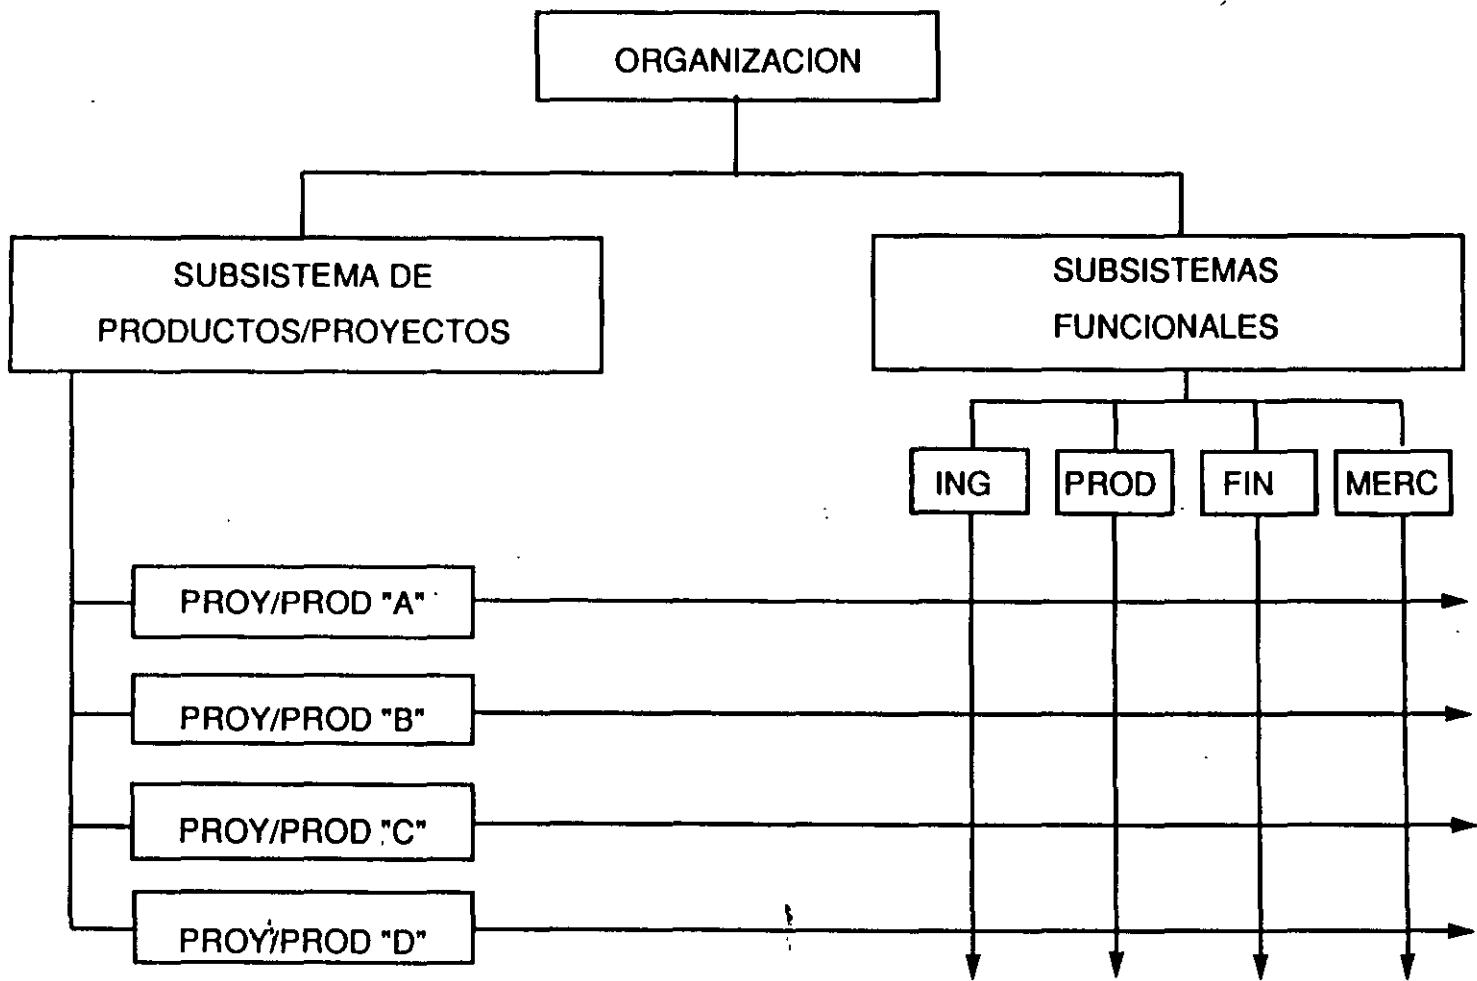 ORGANIZACION
SUBSISTEMA DE
PRODUCTOS/PROYECTOS
SUBSISTEMAS
FUNCIONALES
ING
PROD
FIN
MERC
PROY/PROD "A"
PROY/PROD "B"
PROY/PROD "C"
PROY/PROD "D"